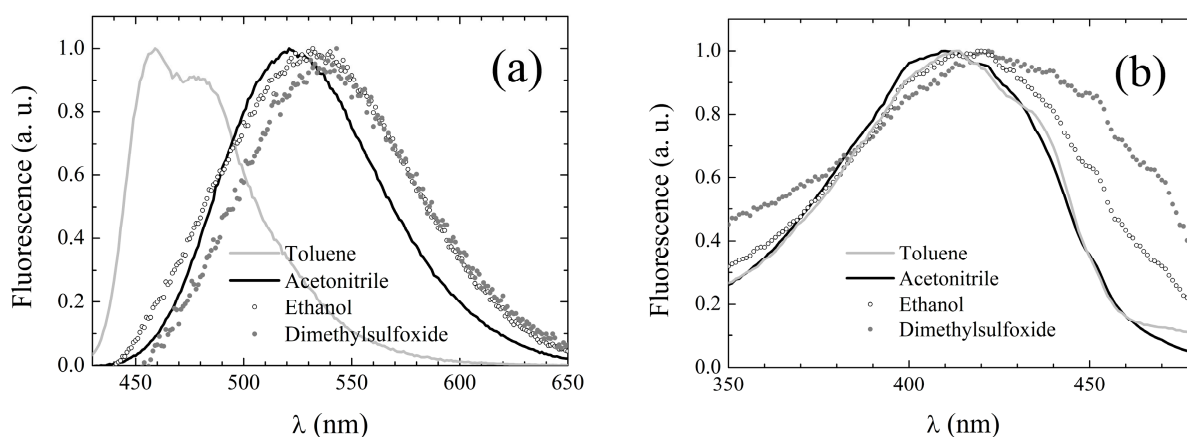 (a)
Fluorescence (a. u.)
1.0
0.8
0.6
0.4
0.2
0.0
Toluene
Acetonitrile
Ethanol
Dimethylsulfoxide
450 500 550 600 650
λ (nm)
(b)
Fluorescence (a. u.)
1.0
0.8
0.6
0.4
0.2
0.0
Toluene
Acetonitrile
Ethanol
Dimethylsulfoxide
350 400 450
λ (nm)